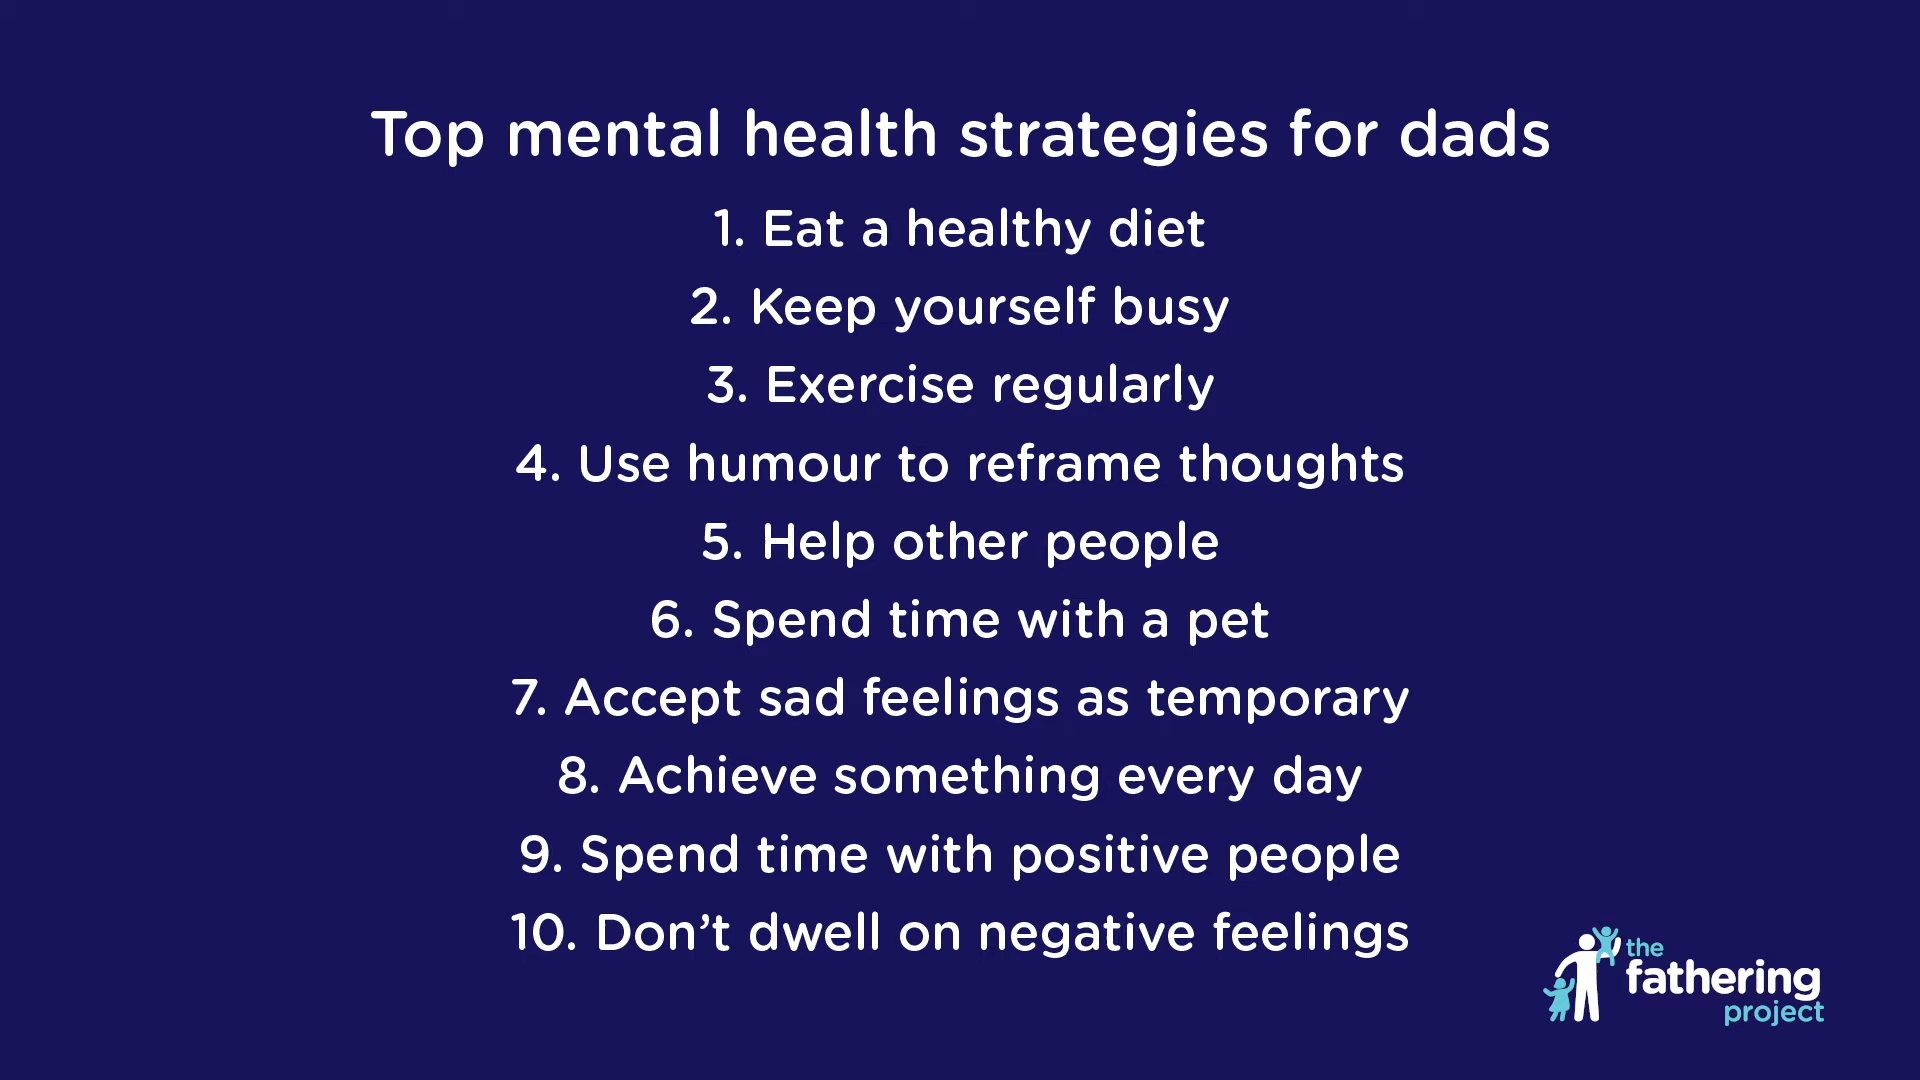 Top mental health strategies for dads
1. Eat a healthy diet
2. Keep yourself busy
3. Exercise regularly
4. Use humour to reframe thoughts
5. Help other people
6. Spend time with a pet
7. Accept sad feelings as temporary
8. Achieve something every day
9. Spend time with positive people
10. Don’t dwell on negative feelings
the
fathering
project